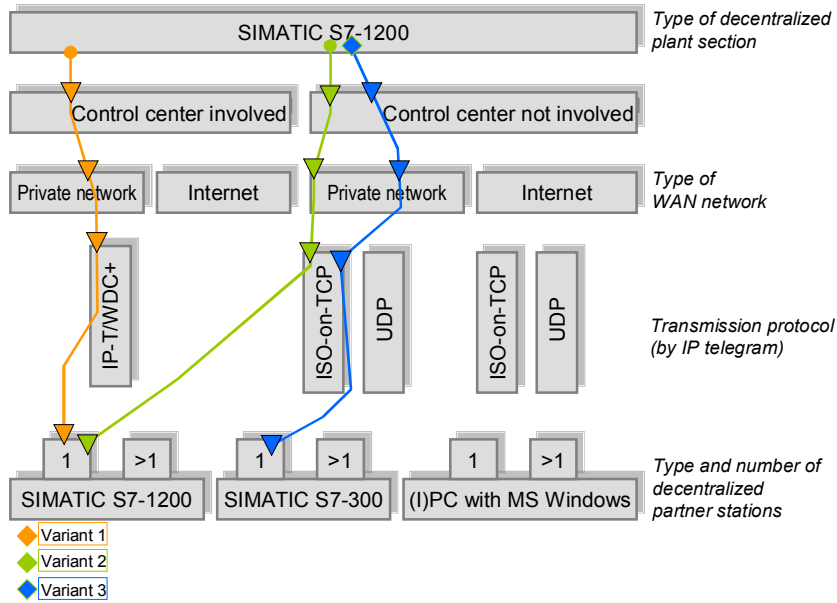 SIMATIC S7-1200
Type of decentralized
plant section
Control center involved
Control center not involved
Private network
Internet
Private network
Internet
Type of
WAN network
IP-T/WDC+
ISO-on-TCP
UDP
ISO-on-TCP
UDP
Transmission protocol
(by IP telegram)
1
>1
1
>1
1
>1
SIMATIC S7-1200
SIMATIC S7-300
(I)PC with MS Windows
Type and number of
decentralized
partner stations
Variant 1
Variant 2
Variant 3